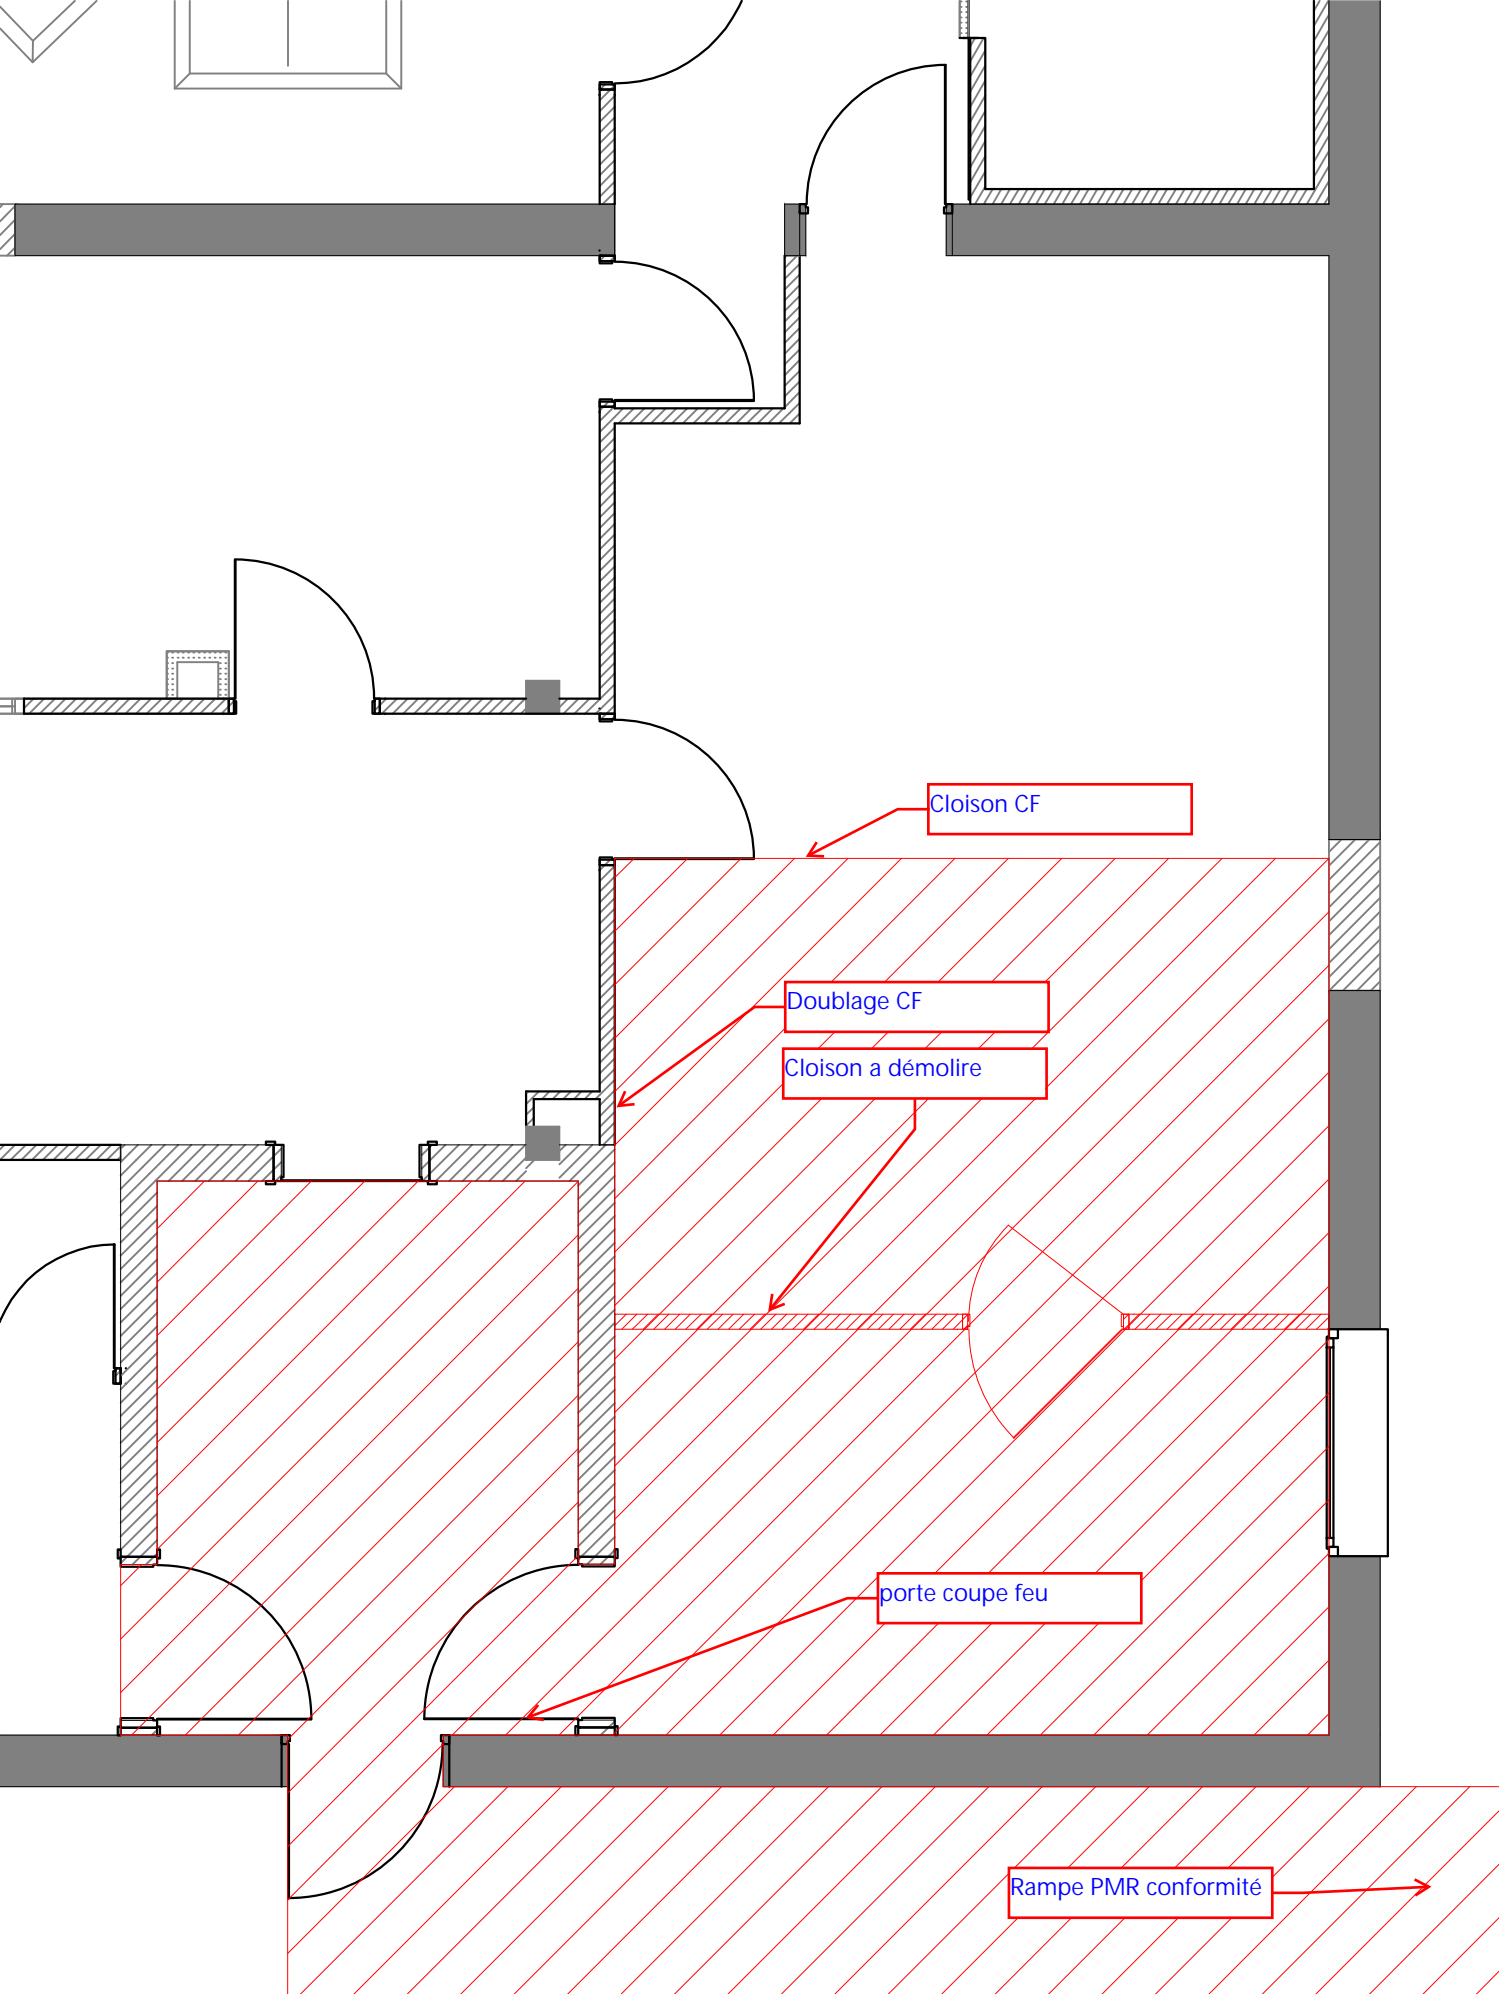 Cloison CF
Doublage CF
Cloison a démolire
porte coupe feu
Rampe PMR conformité